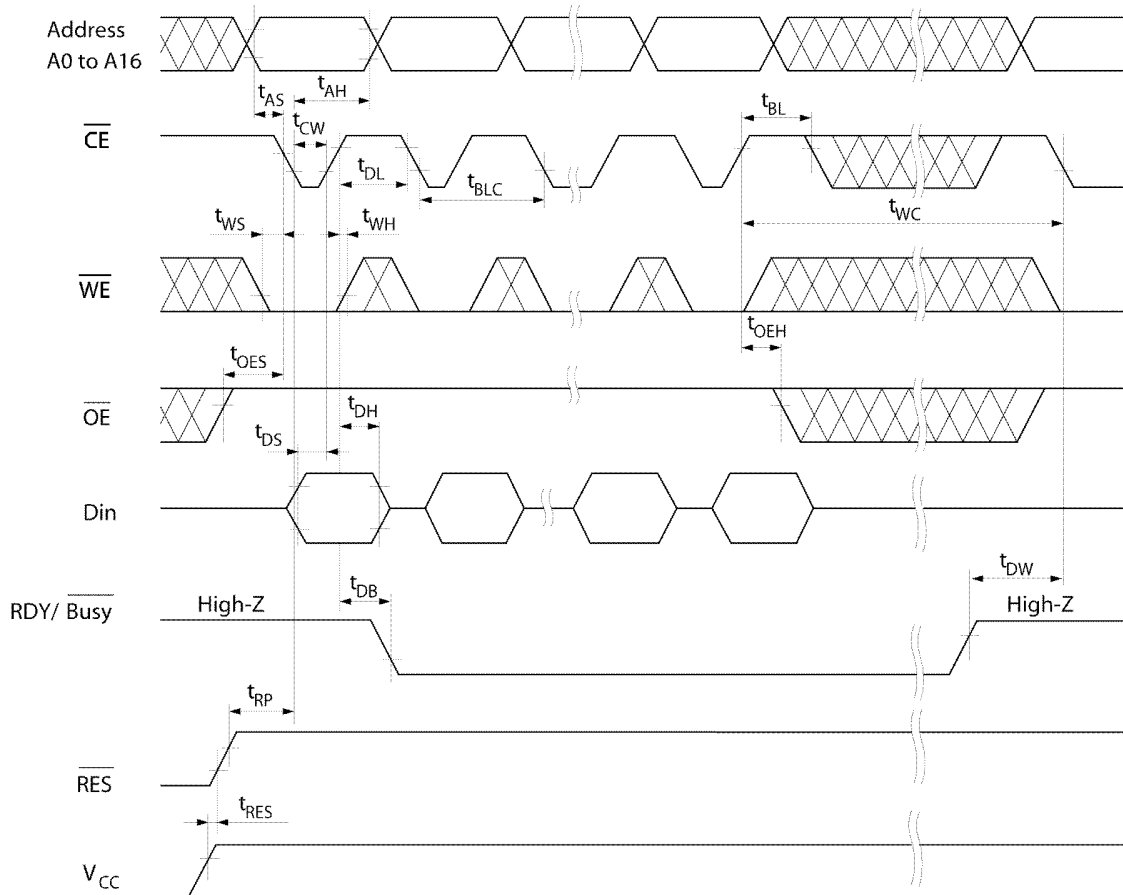 Address
A0 to A16
tAS
tAH
CE
tCW
tBL
tDL
tBLC
tWC
tWS
tWH
WE
tOEH
tOES
OE
tDH
tDS
Din
tDB
tDW
RDY/ Busy
High-Z
High-Z
tRP
RES
tRES
VCC